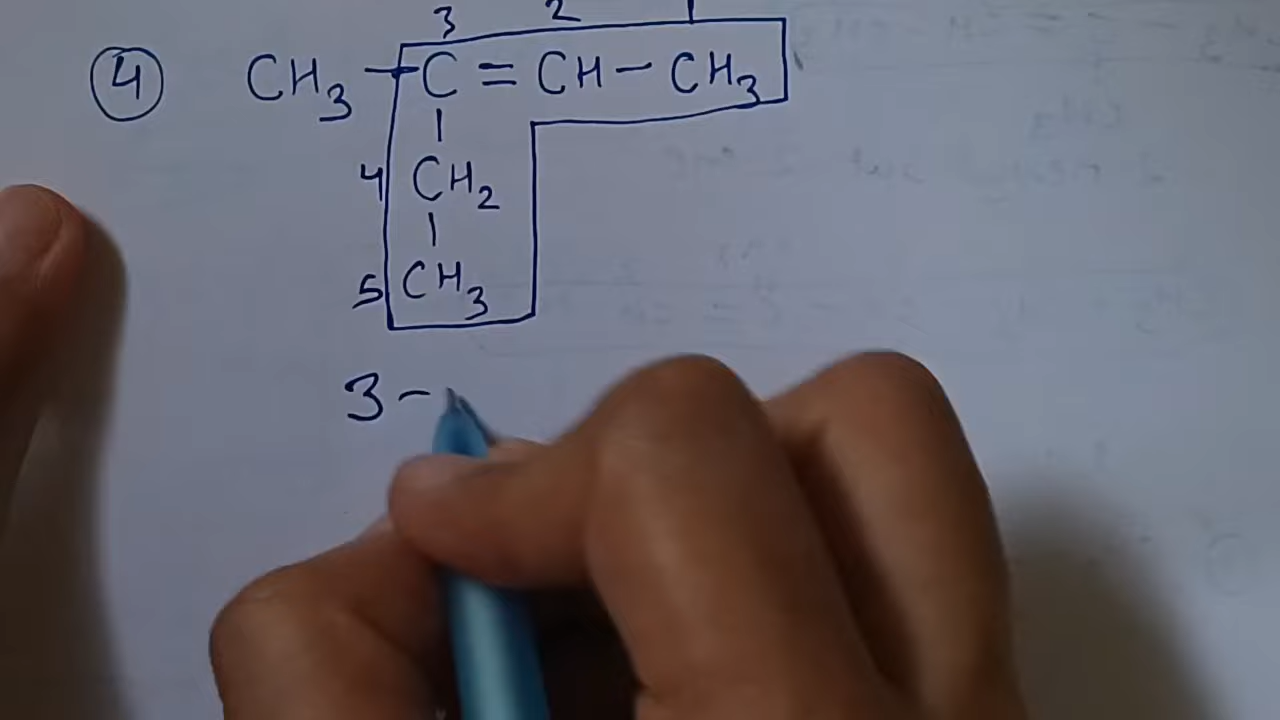 3 2 1
④ CH₃ – C = CH – CH₃
|
4 CH₂
|
5 CH₃
3 –